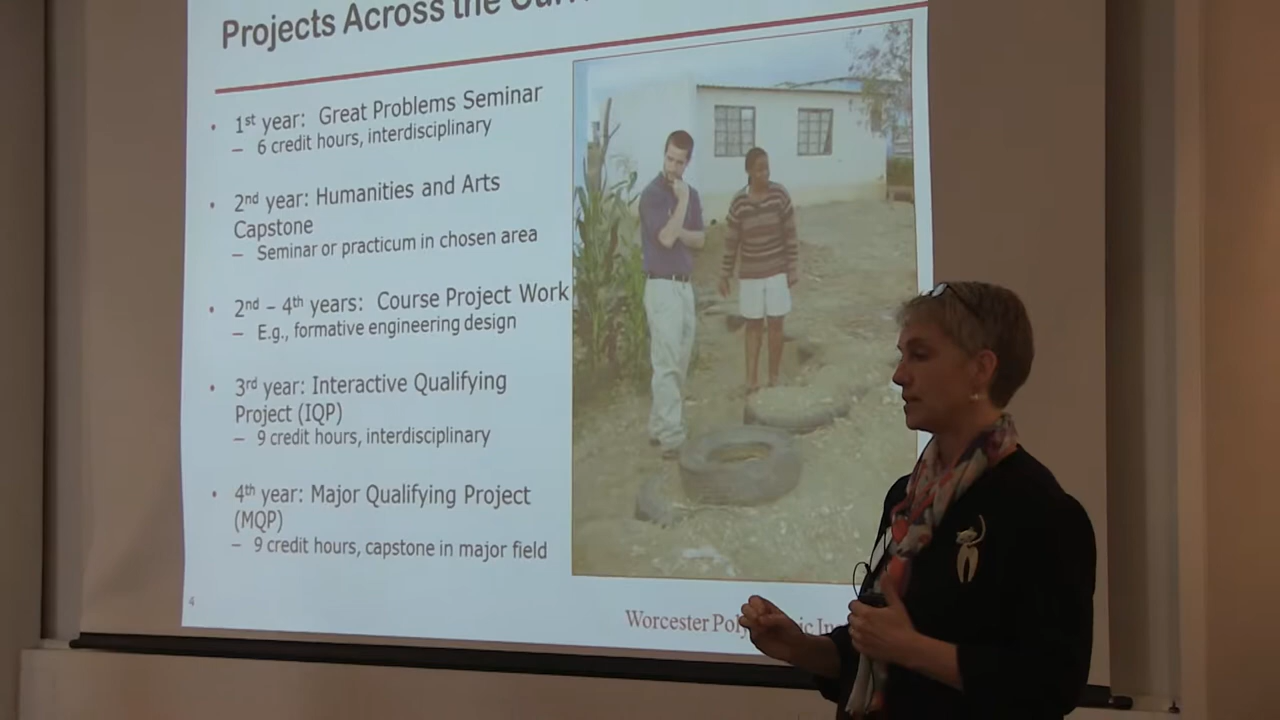 Projects Across the
• 1st year: Great Problems Seminar
– 6 credit hours, interdisciplinary
• 2nd year: Humanities and Arts
Capstone
– Seminar or practicum in chosen area
• 2nd – 4th years: Course Project Work
– E.g., formative engineering design
• 3rd year: Interactive Qualifying
Project (IQP)
– 9 credit hours, interdisciplinary
• 4th year: Major Qualifying Project
(MQP)
– 9 credit hours, capstone in major field
4
Worcester